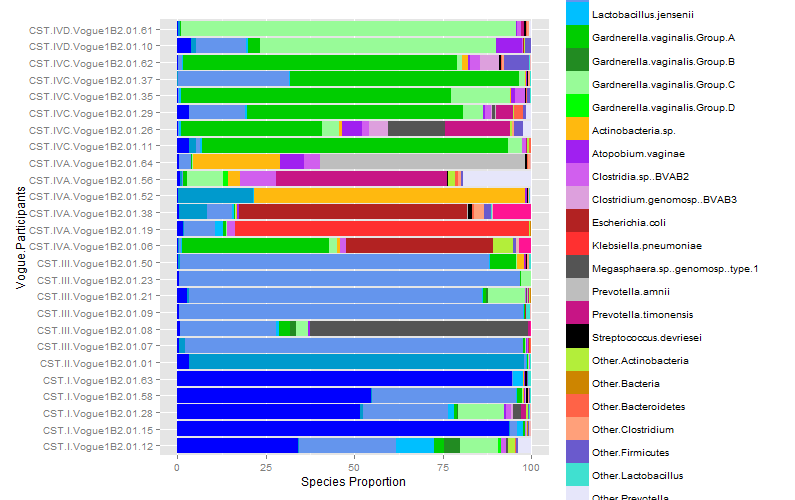 Vogue.Participants
CST.IVD.Vogue1B2.01.61
CST.IVD.Vogue1B2.01.10
CST.IVC.Vogue1B2.01.62
CST.IVC.Vogue1B2.01.37
CST.IVC.Vogue1B2.01.35
CST.IVC.Vogue1B2.01.29
CST.IVC.Vogue1B2.01.26
CST.IVC.Vogue1B2.01.11
CST.IVA.Vogue1B2.01.64
CST.IVA.Vogue1B2.01.56
CST.IVA.Vogue1B2.01.52
CST.IVA.Vogue1B2.01.38
CST.IVA.Vogue1B2.01.19
CST.IVA.Vogue1B2.01.06
CST.III.Vogue1B2.01.50
CST.III.Vogue1B2.01.23
CST.III.Vogue1B2.01.21
CST.III.Vogue1B2.01.09
CST.III.Vogue1B2.01.08
CST.III.Vogue1B2.01.07
CST.II.Vogue1B2.01.01
CST.I.Vogue1B2.01.63
CST.I.Vogue1B2.01.58
CST.I.Vogue1B2.01.28
CST.I.Vogue1B2.01.15
CST.I.Vogue1B2.01.12
0 25 50 75 100
Species Proportion
Lactobacillus.jensenii
Gardnerella.vaginalis.Group.A
Gardnerella.vaginalis.Group.B
Gardnerella.vaginalis.Group.C
Gardnerella.vaginalis.Group.D
Actinobacteria.sp.
Atopobium.vaginae
Clostridia.sp..BVAB2
Clostridium.genomosp..BVAB3
Escherichia.coli
Klebsiella.pneumoniae
Megasphaera.sp..genomosp..type.1
Prevotella.amnii
Prevotella.timonensis
Streptococcus.devriesei
Other.Actinobacteria
Other.Bacteria
Other.Bacteroidetes
Other.Clostridium
Other.Firmicutes
Other.Lactobacillus
Other.Prevotella